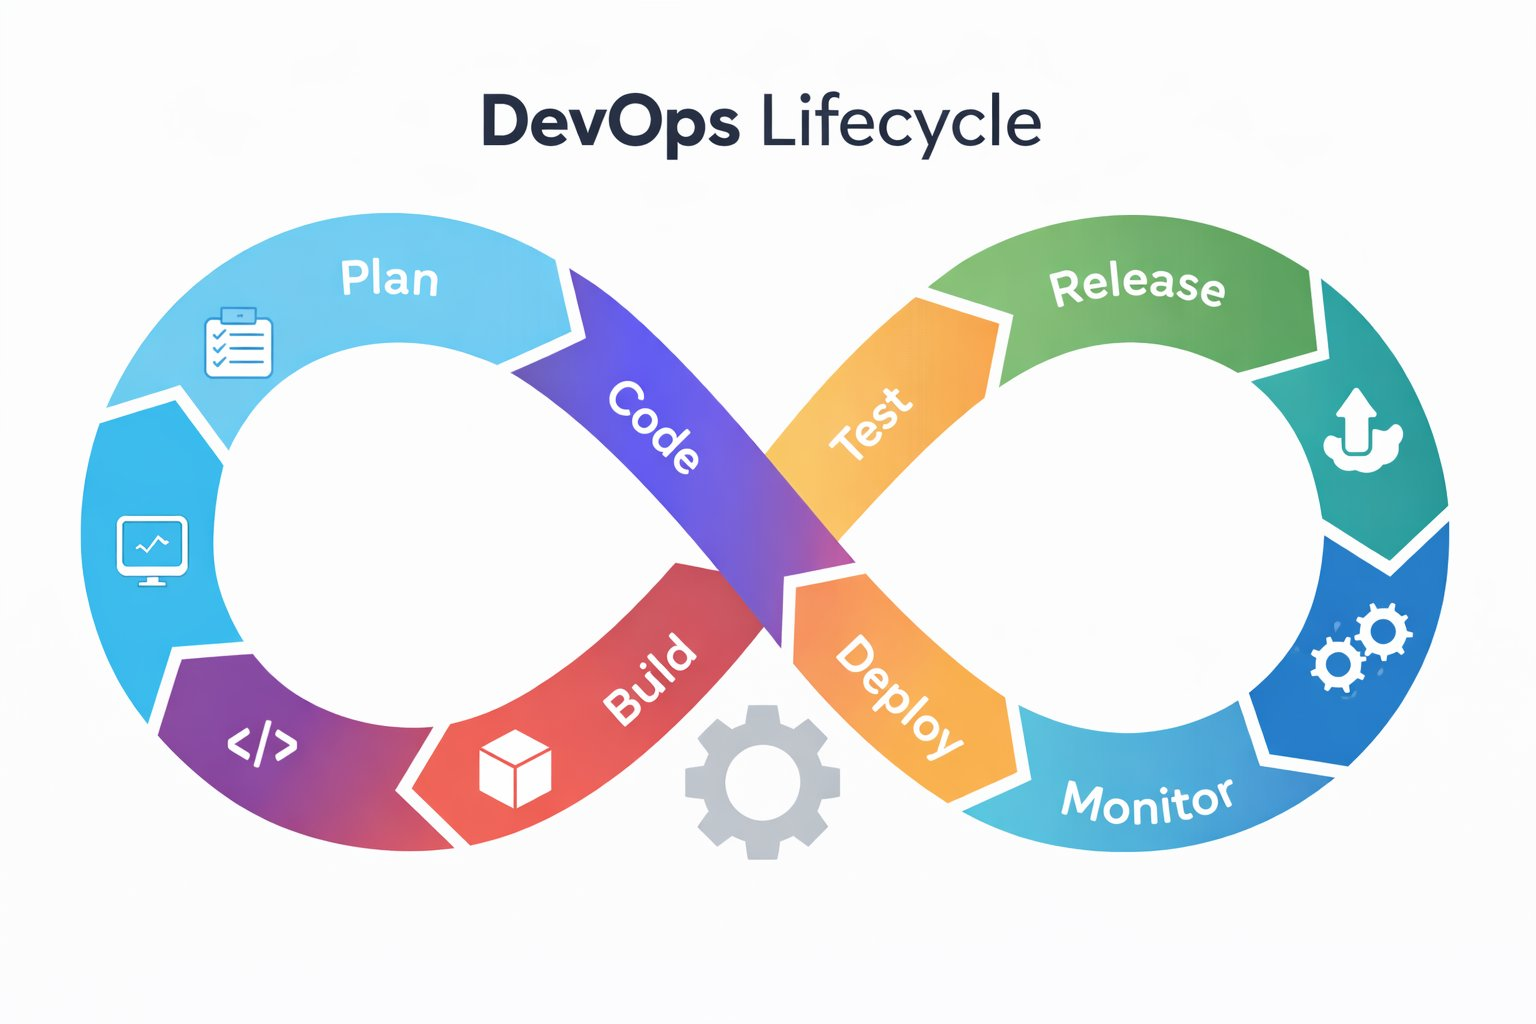 DevOps Lifecycle
Plan
Code
Test
Release
Build
Deploy
Monitor
</>